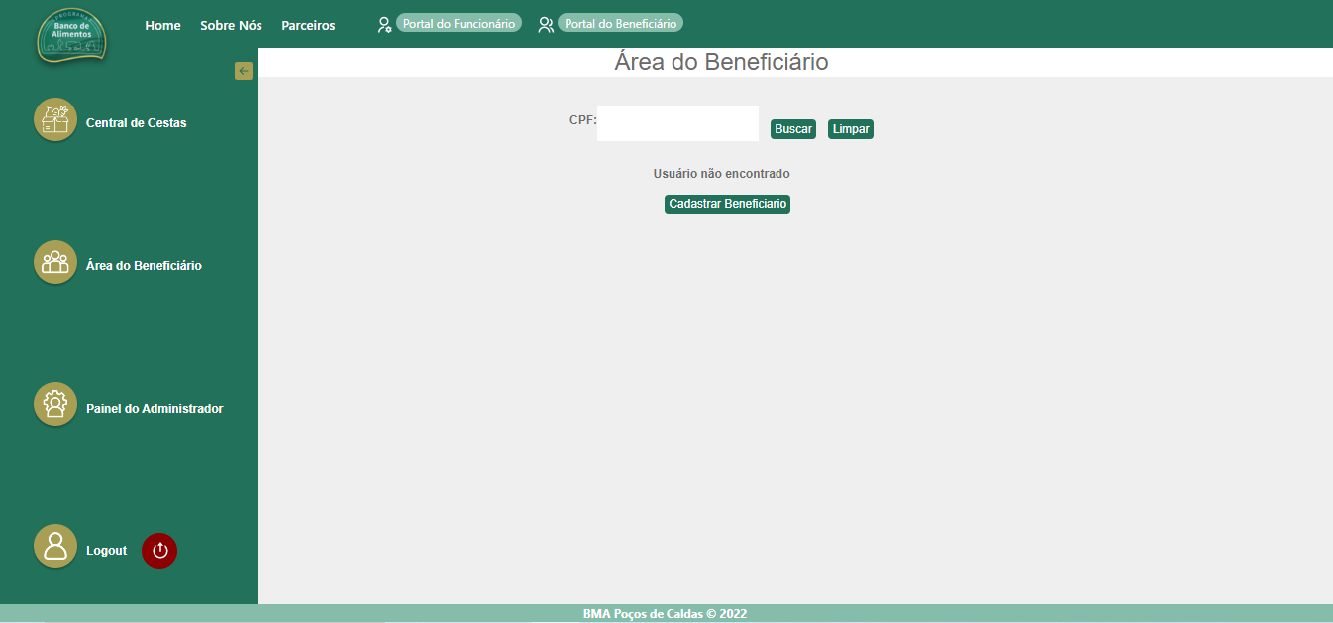 PROGRAMA
Banco de
Alimentos
Home Sobre Nós Parceiros Portal do Funcionário Portal do Beneficiário
Área do Beneficiário
Central de Cestas
CPF: Buscar Limpar
Usuário não encontrado
Cadastrar Beneficiario
Área do Beneficiário
Painel do Administrador
Logout
BMA Poços de Caldas © 2022